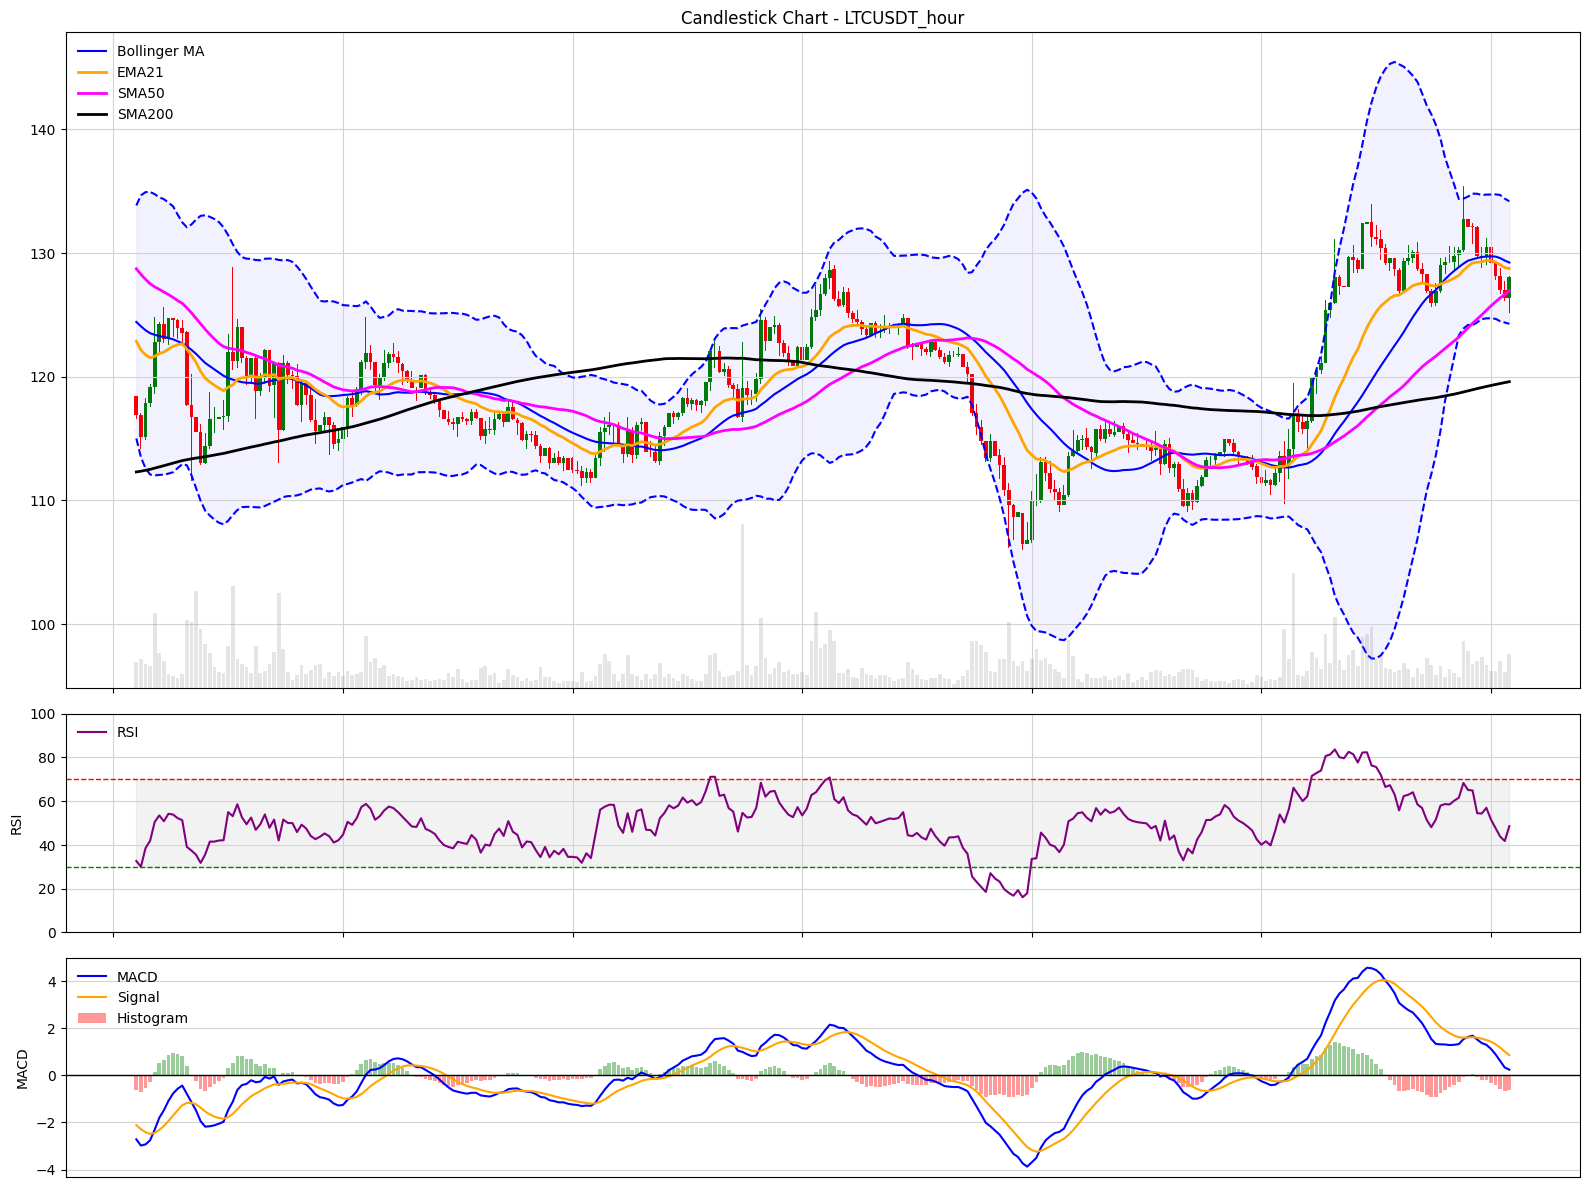 Candlestick Chart - LTCUSDT_hour
Bollinger MA
EMA21
SMA50
SMA200
140
130
120
110
100
RSI
100
80
60
40
20
0
RSI
MACD
Signal
Histogram
4
2
0
−2
−4
MACD